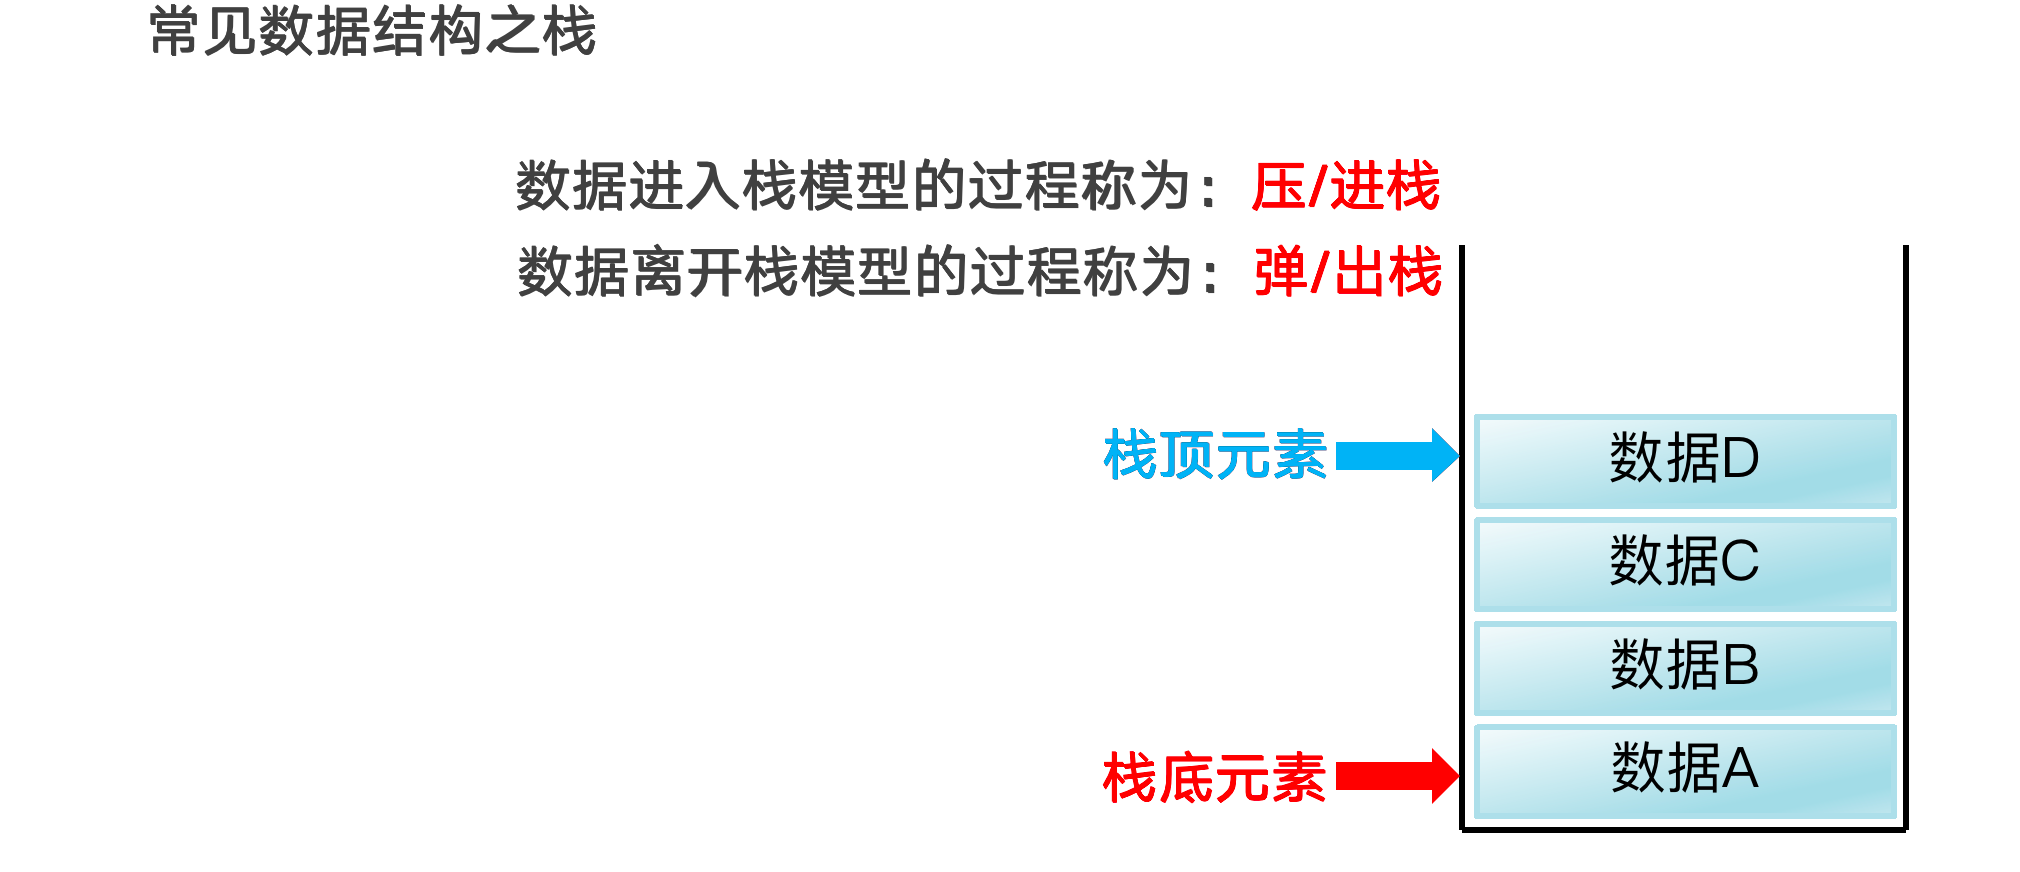 常见数据结构之栈
数据进入栈模型的过程称为：压/进栈
数据离开栈模型的过程称为：弹/出栈
栈顶元素
数据D
数据C
数据B
栈底元素
数据A